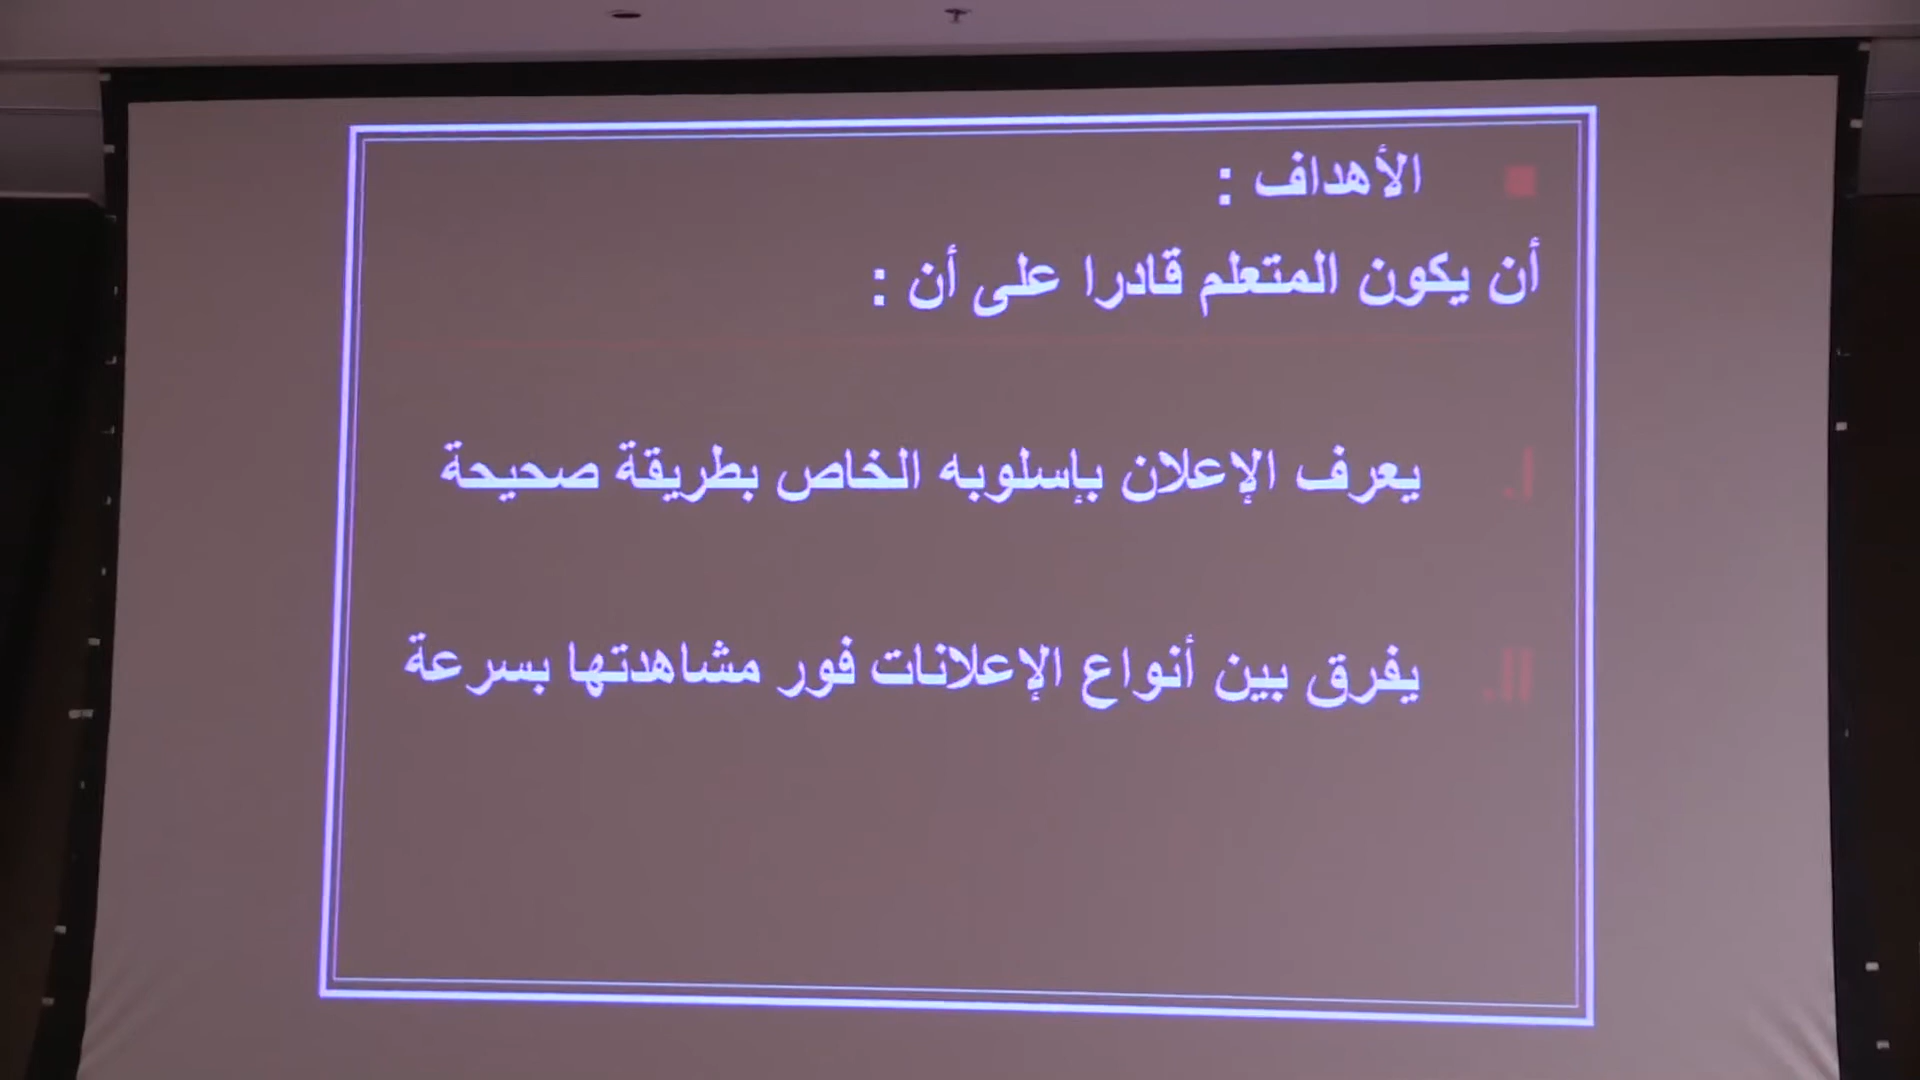 ■ الأهداف :
أن يكون المتعلم قادرا على أن :
I. يعرف الإعلان بإسلوبه الخاص بطريقة صحيحة
II. يفرق بين أنواع الإعلانات فور مشاهدتها بسرعة